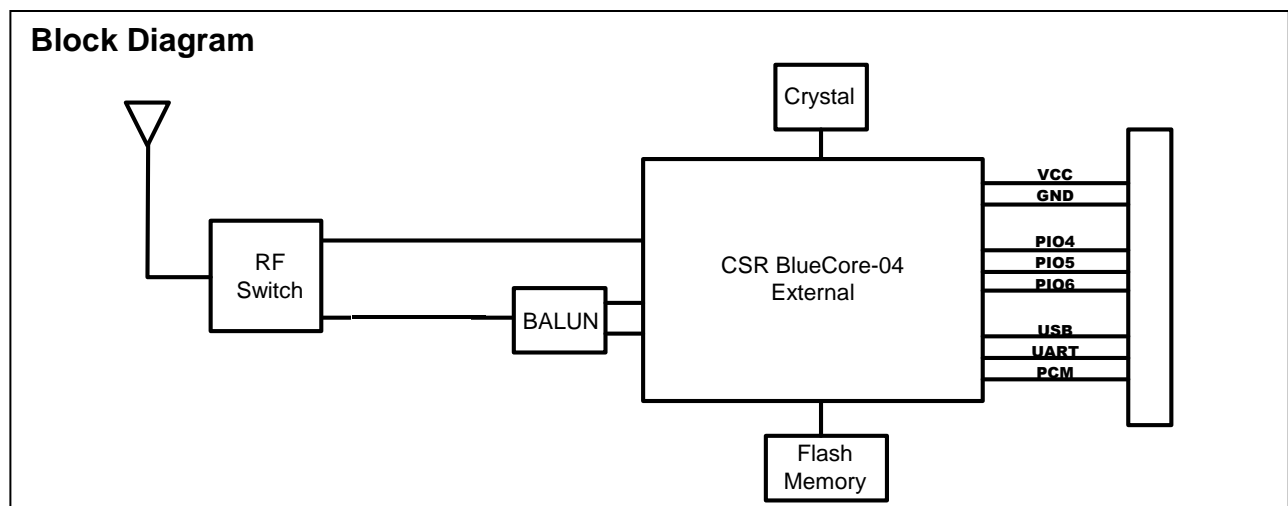 Block Diagram
Crystal
RF
Switch
BALUN
CSR BlueCore-04
External
Flash
Memory
VCC
GND
PIO4
PIO5
PIO6
USB
UART
PCM